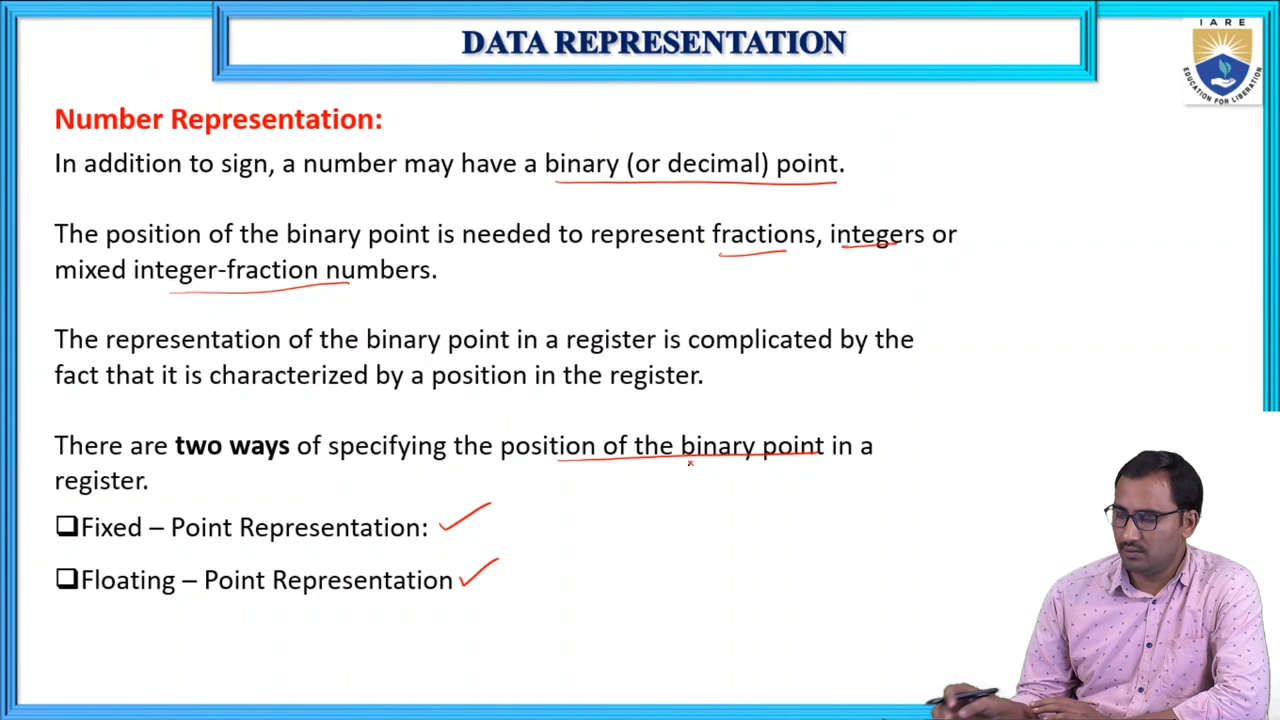 DATA REPRESENTATION
IARE
EDUCATION FOR LIBERATION
Number Representation:
In addition to sign, a number may have a binary (or decimal) point.
The position of the binary point is needed to represent fractions, integers or
mixed integer-fraction numbers.
The representation of the binary point in a register is complicated by the
fact that it is characterized by a position in the register.
There are two ways of specifying the position of the binary point in a
register.
❑Fixed – Point Representation:
❑Floating – Point Representation